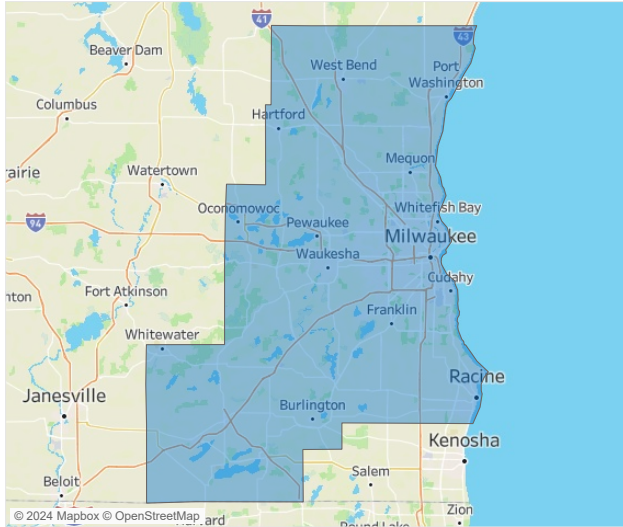 41
43
Beaver Dam
West Bend
Port
Washington
Columbus
Hartford
rairie
Watertown
Mequon
Oconomowoc
Whitefish Bay
94
Pewaukee
Milwaukee
Waukesha
Cudahy
nton
Fort Atkinson
Franklin
Whitewater
Janesville
Racine
Burlington
Kenosha
Salem
Beloit
Zion
© 2024 Mapbox © OpenStreetMap